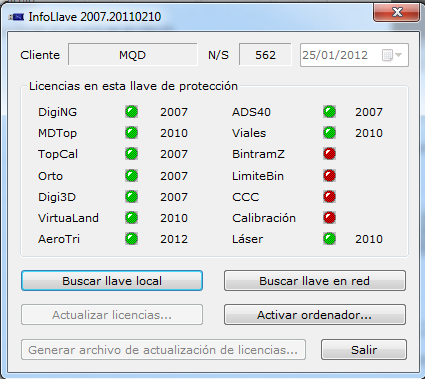 InfoLlave 2007.20110210
Cliente MQD N/S 562 25/01/2012
Licencias en esta llave de protección
DigiNG 2007 ADS40 2007
MDTop 2010 Viales 2010
TopCal 2007 BintramZ
Orto 2007 LimiteBin
Digi3D 2007 CCC
VirtuaLand 2010 Calibración
AeroTri 2012 Láser 2010
Buscar llave local Buscar llave en red
Actualizar licencias... Activar ordenador...
Generar archivo de actualización de licencias... Salir